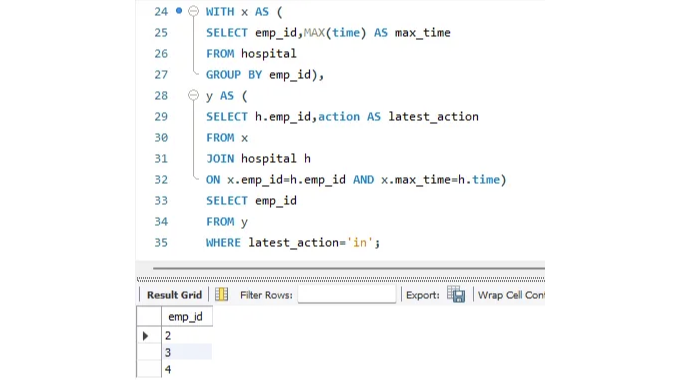 24 WITH x AS (
25 SELECT emp_id,MAX(time) AS max_time
26 FROM hospital
27 GROUP BY emp_id),
28 y AS (
29 SELECT h.emp_id,action AS latest_action
30 FROM x
31 JOIN hospital h
32 ON x.emp_id=h.emp_id AND x.max_time=h.time)
33 SELECT emp_id
34 FROM y
35 WHERE latest_action='in';
Result Grid Filter Rows: Export: Wrap Cell Cont
emp_id
2
3
4